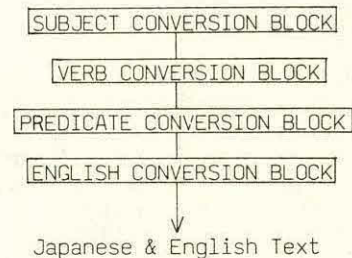 SUBJECT CONVERSION BLOCK
VERB CONVERSION BLOCK
PREDICATE CONVERSION BLOCK
ENGLISH CONVERSION BLOCK
Japanese & English Text